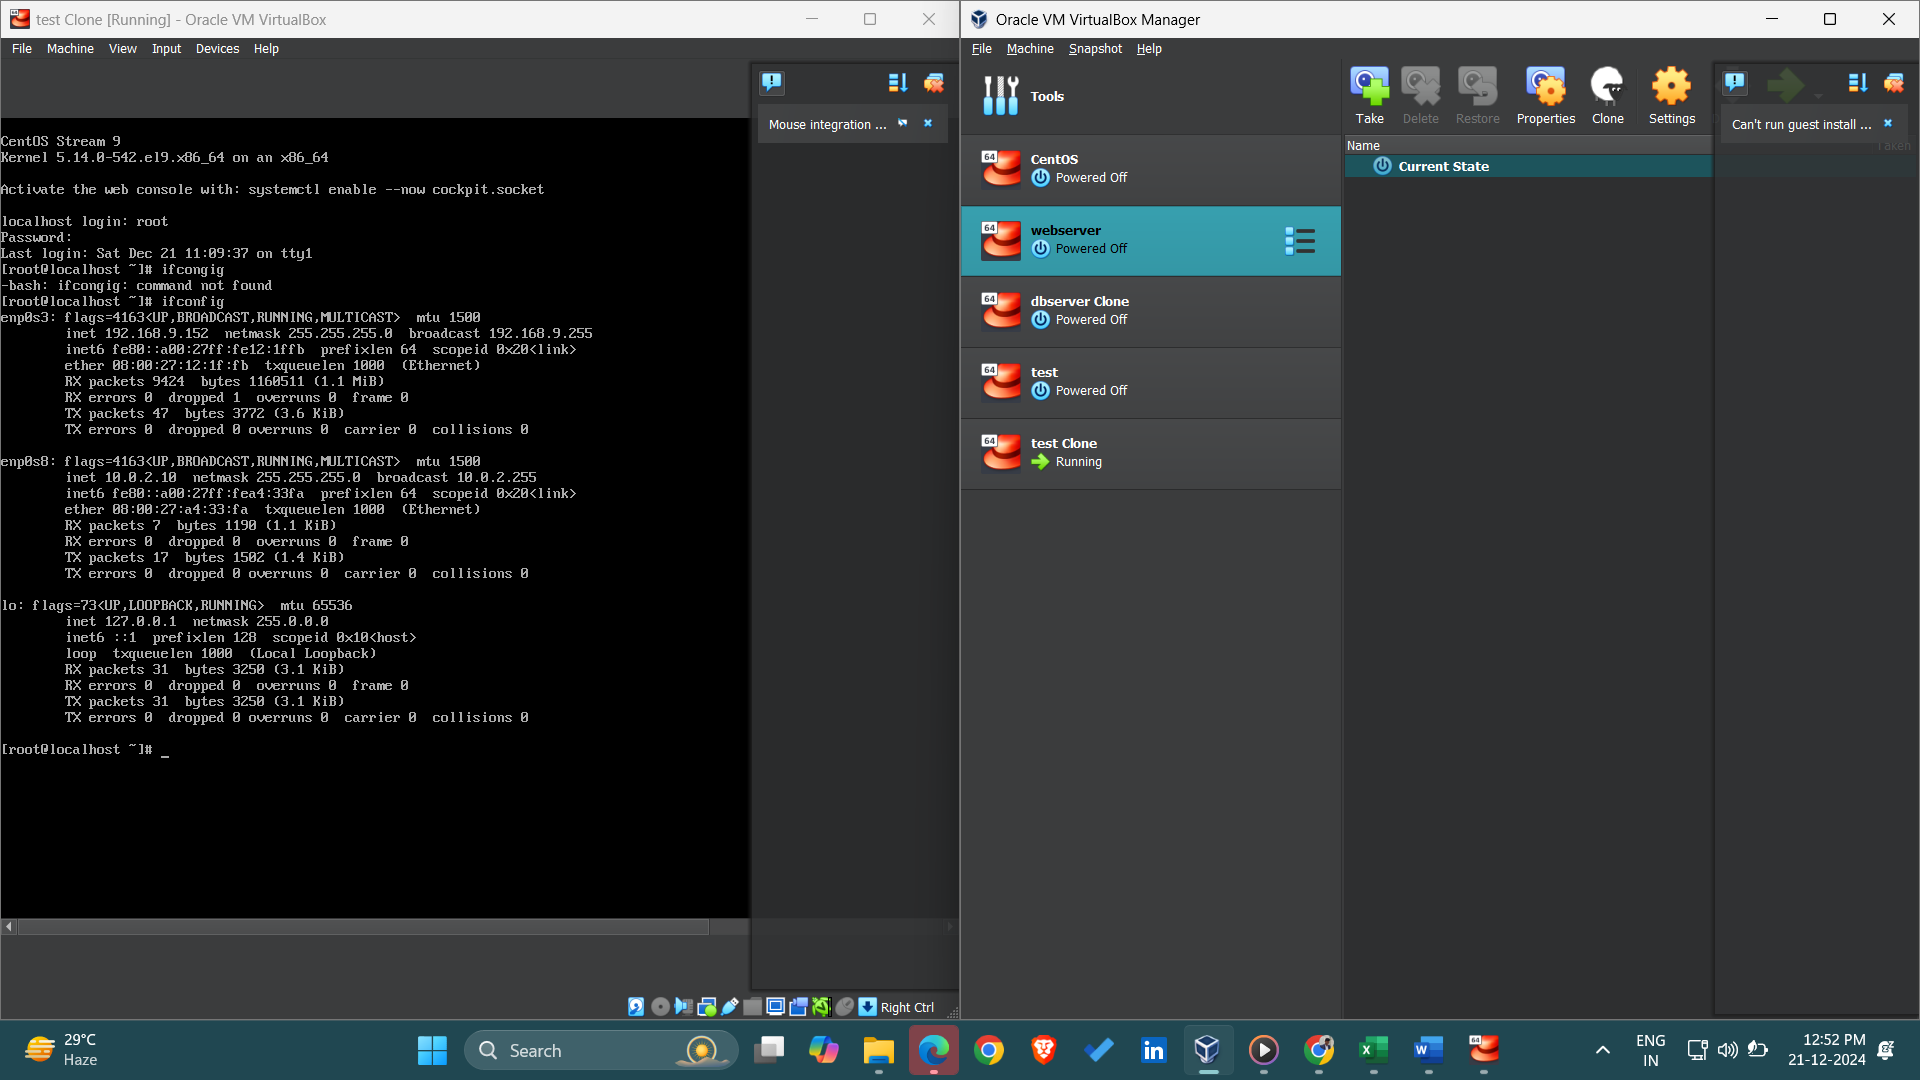 test Clone [Running] - Oracle VM VirtualBox
File Machine View Input Devices Help
Mouse integration ...
CentOS Stream 9
Kernel 5.14.0-542.el9.x86_64 on an x86_64
Activate the web console with: systemctl enable --now cockpit.socket
localhost login: root
Password:
Last login: Sat Dec 21 11:09:37 on tty1
[root@localhost ~]# ifcongig
-bash: ifcongig: command not found
[root@localhost ~]# ifconfig
enp0s3: flags=4163<UP,BROADCAST,RUNNING,MULTICAST>  mtu 1500
        inet 192.168.9.152  netmask 255.255.255.0  broadcast 192.168.9.255
        inet6 fe80::a00:27ff:fe12:1ffb  prefixlen 64  scopeid 0x20<link>
        ether 08:00:27:12:1f:fb  txqueuelen 1000  (Ethernet)
        RX packets 9424  bytes 1160511 (1.1 MiB)
        RX errors 0  dropped 1  overruns 0  frame 0
        TX packets 47  bytes 3772 (3.6 KiB)
        TX errors 0  dropped 0 overruns 0  carrier 0  collisions 0
enp0s8: flags=4163<UP,BROADCAST,RUNNING,MULTICAST>  mtu 1500
        inet 10.0.2.10  netmask 255.255.255.0  broadcast 10.0.2.255
        inet6 fe80::a00:27ff:fea4:33fa  prefixlen 64  scopeid 0x20<link>
        ether 08:00:27:a4:33:fa  txqueuelen 1000  (Ethernet)
        RX packets 7  bytes 1190 (1.1 KiB)
        RX errors 0  dropped 0  overruns 0  frame 0
        TX packets 17  bytes 1502 (1.4 KiB)
        TX errors 0  dropped 0 overruns 0  carrier 0  collisions 0
lo: flags=73<UP,LOOPBACK,RUNNING>  mtu 65536
        inet 127.0.0.1  netmask 255.0.0.0
        inet6 ::1  prefixlen 128  scopeid 0x10<host>
        loop  txqueuelen 1000  (Local Loopback)
        RX packets 31  bytes 3250 (3.1 KiB)
        RX errors 0  dropped 0  overruns 0  frame 0
        TX packets 31  bytes 3250 (3.1 KiB)
        TX errors 0  dropped 0 overruns 0  carrier 0  collisions 0
[root@localhost ~]# _
Right Ctrl
Oracle VM VirtualBox Manager
File Machine Snapshot Help
Tools
64
CentOS
Powered Off
64
webserver
Powered Off
64
dbserver Clone
Powered Off
64
test
Powered Off
64
test Clone
Running
Take Delete Restore Properties Clone Settings
Can't run guest install ...
Name Taken
Current State
29°C
Haze
Search
64
ENG
IN
12:52 PM
21-12-2024